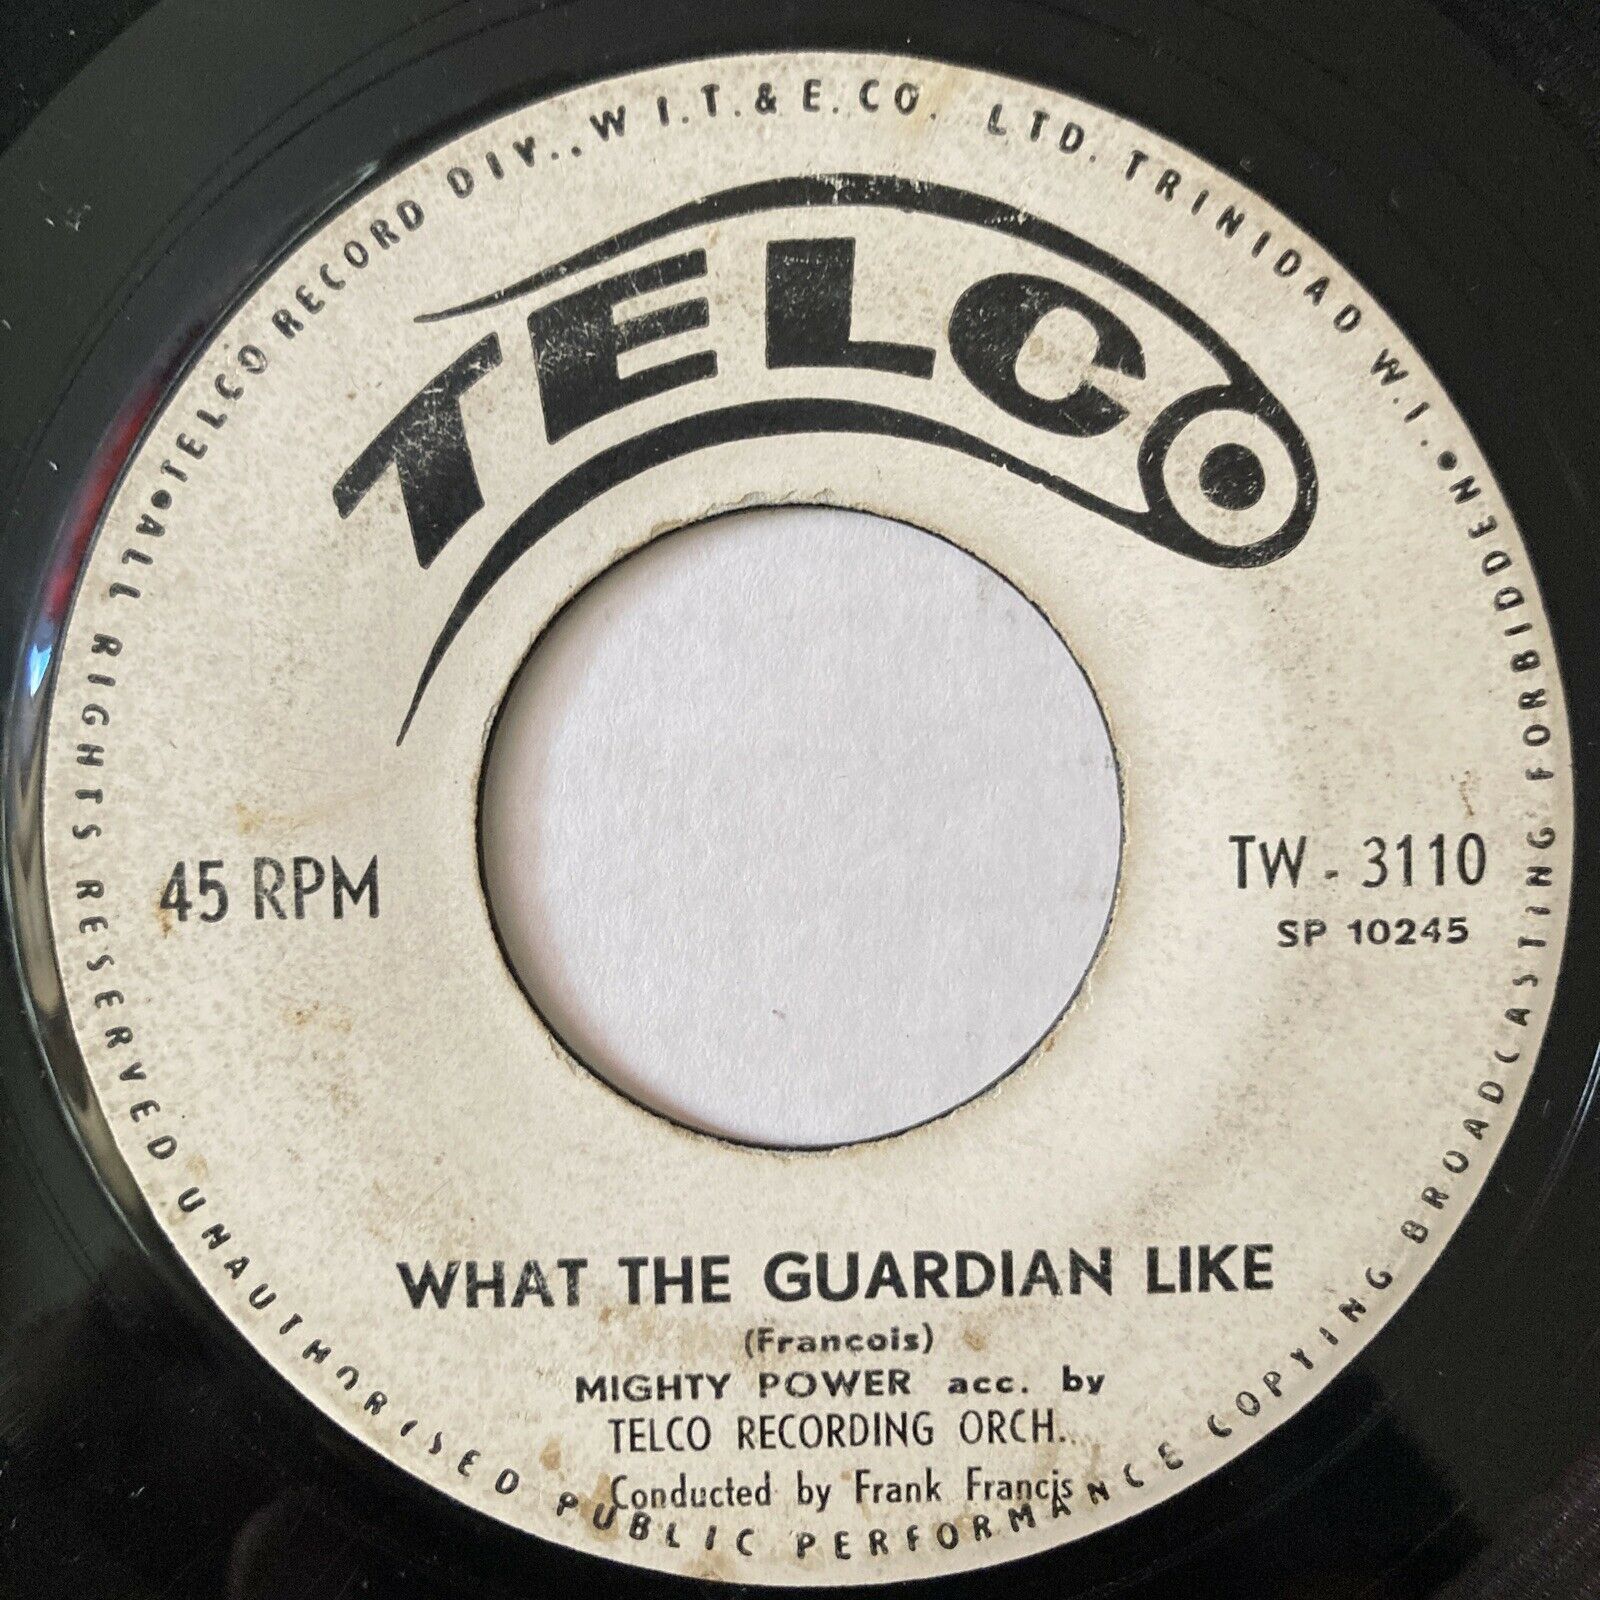 TELCO RECORD DIV., W.I.T. & E. CO. LTD. TRINIDAD W.I.
TELCO
45 RPM
TW - 3110
SP 10245
WHAT THE GUARDIAN LIKE
(Francois)
MIGHTY POWER acc. by
TELCO RECORDING ORCH.
Conducted by Frank Francis
ALL RIGHTS RESERVED UNAUTHORISED PUBLIC PERFORMANCE COPYING BROADCASTING FORBIDDEN